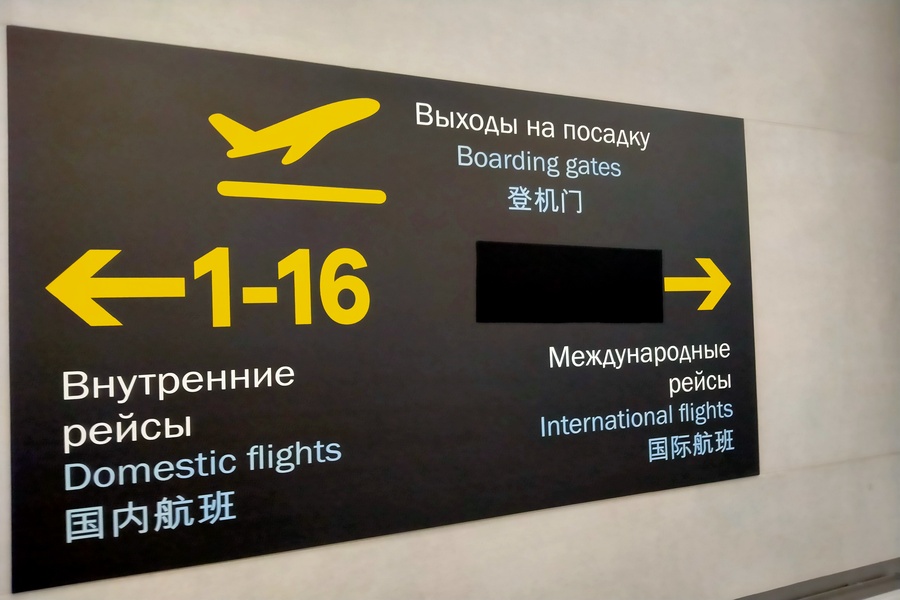 Выходы на посадку
Boarding gates
登机门
1-16
Внутренние
рейсы
Domestic flights
国内航班
Международные
рейсы
International flights
国际航班